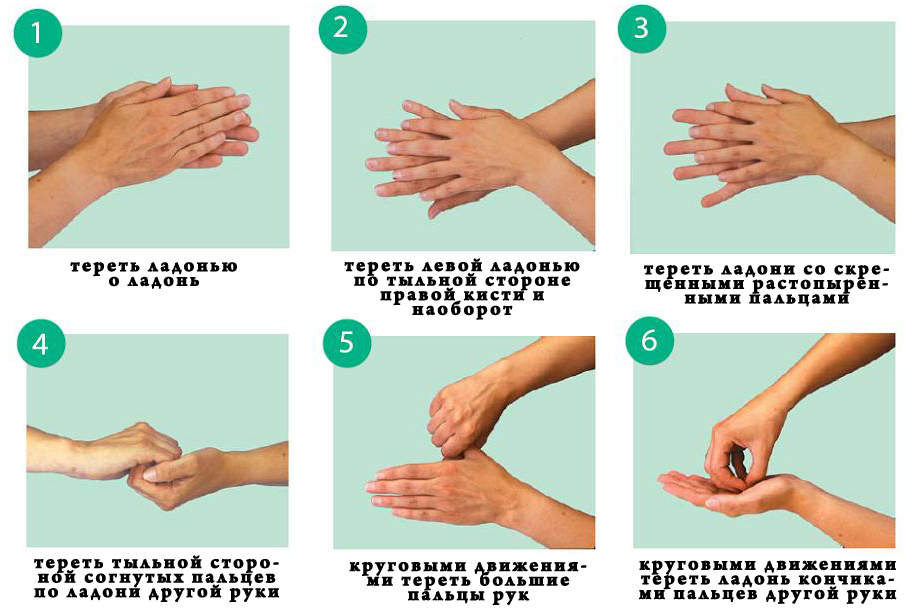 1
тереть ладонью
о ладонь
2
тереть левой ладонью
по тыльной стороне
правой кисти и
наоборот
3
тереть ладони со скре-
щенными растопырен-
ными пальцами
4
тереть тыльной сторо-
ной согнутых пальцев
по ладони другой руки
5
круговыми движения-
ми тереть большие
пальцы рук
6
круговыми движениями
тереть ладонь кончика-
ми пальцев другой руки